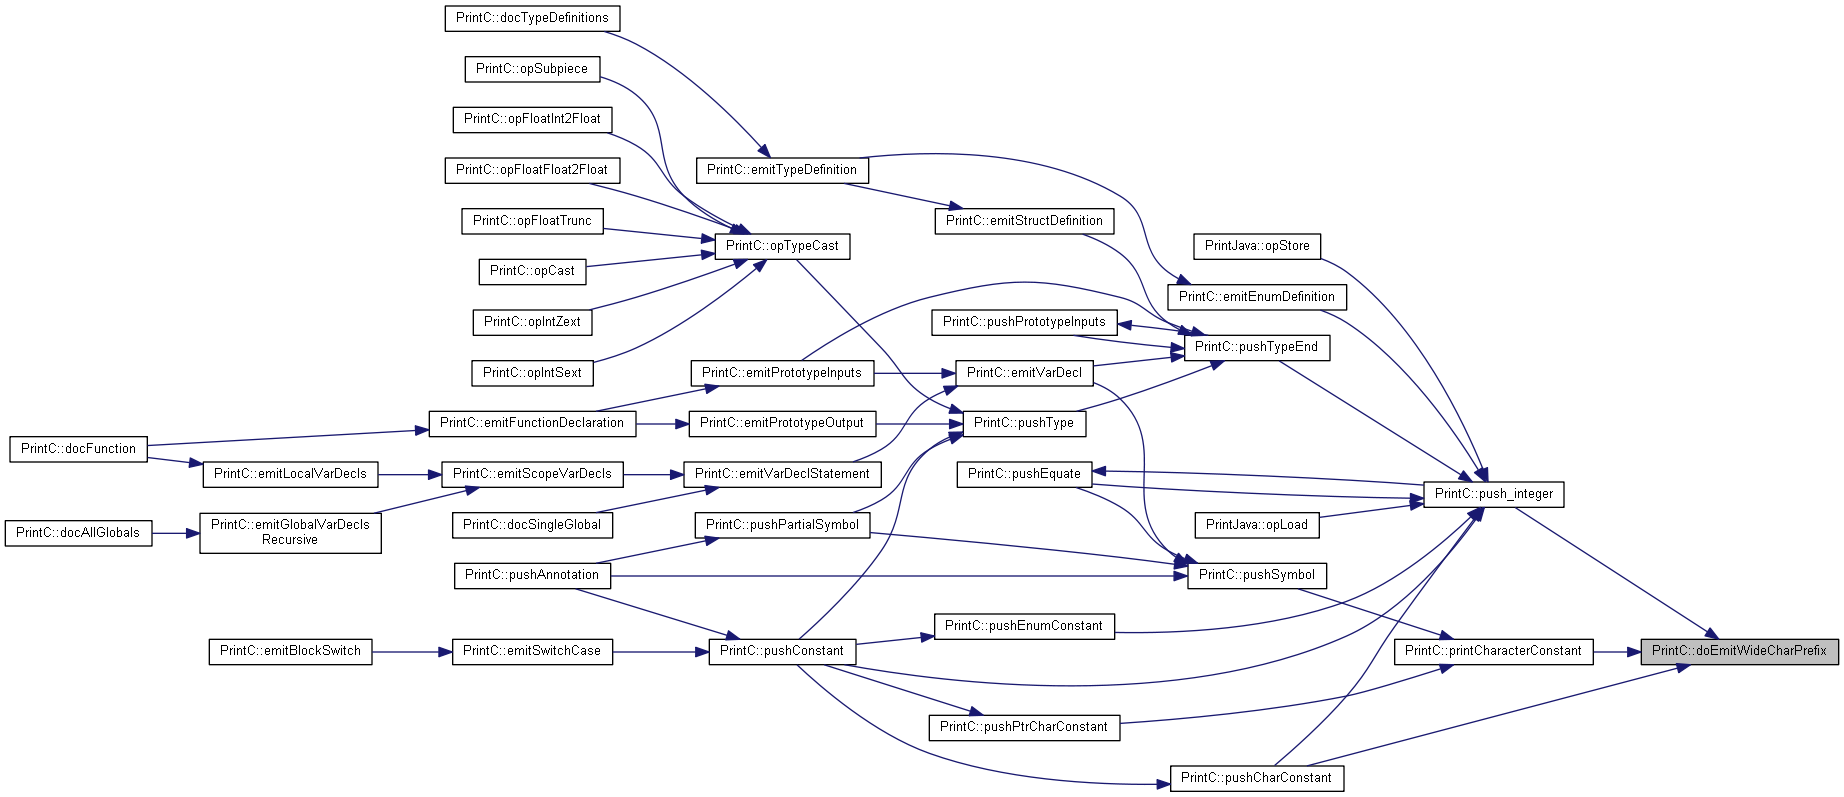 PrintC::docTypeDefinitions
PrintC::opSubpiece
PrintC::opFloatInt2Float
PrintC::opFloatFloat2Float
PrintC::emitTypeDefinition
PrintC::opFloatTrunc
PrintC::emitStructDefinition
PrintC::opTypeCast
PrintJava::opStore
PrintC::opCast
PrintC::emitEnumDefinition
PrintC::opIntZext
PrintC::pushPrototypeInputs
PrintC::pushTypeEnd
PrintC::opIntSext
PrintC::emitPrototypeInputs
PrintC::emitVarDecl
PrintC::emitFunctionDeclaration
PrintC::emitPrototypeOutput
PrintC::pushType
PrintC::docFunction
PrintC::emitLocalVarDecls
PrintC::emitScopeVarDecls
PrintC::emitVarDeclStatement
PrintC::pushEquate
PrintC::push_integer
PrintC::docAllGlobals
PrintC::emitGlobalVarDecls
Recursive
PrintC::docSingleGlobal
PrintC::pushPartialSymbol
PrintJava::opLoad
PrintC::pushAnnotation
PrintC::pushSymbol
PrintC::pushEnumConstant
PrintC::emitBlockSwitch
PrintC::emitSwitchCase
PrintC::pushConstant
PrintC::printCharacterConstant
PrintC::doEmitWideCharPrefix
PrintC::pushPtrCharConstant
PrintC::pushCharConstant